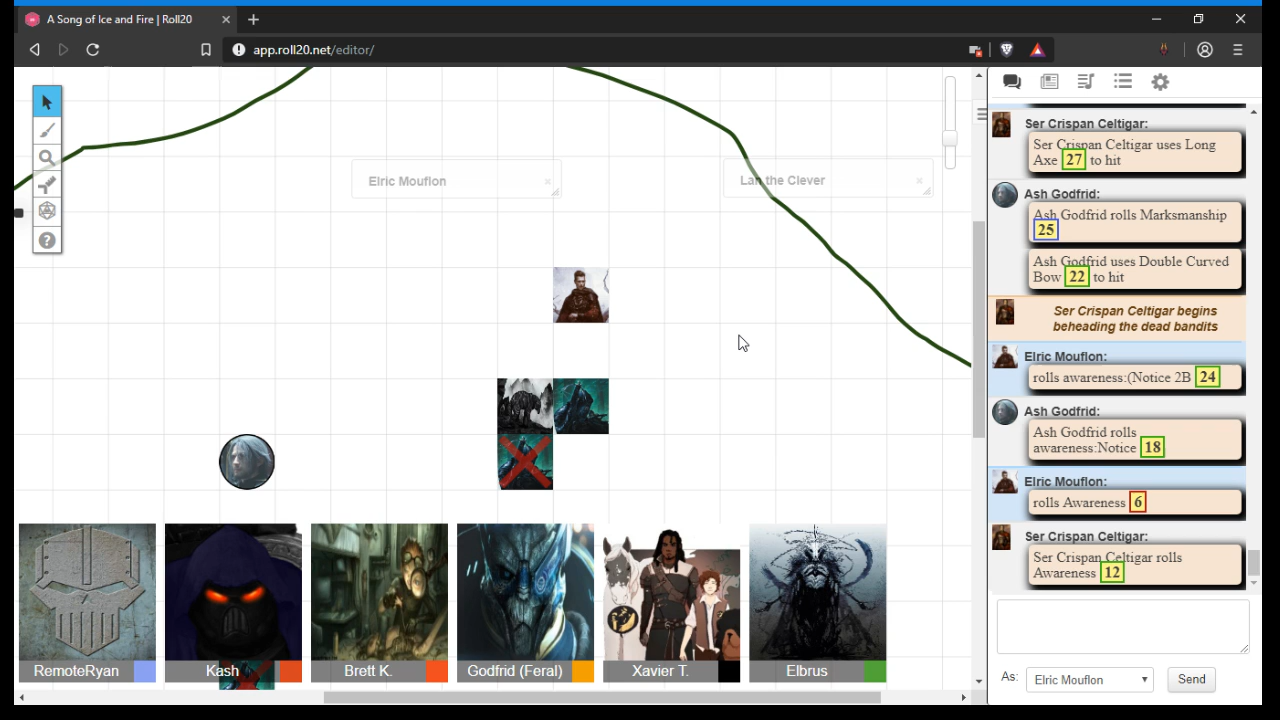 A Song of Ice and Fire | Roll20
app.roll20.net/editor/
Elric Mouflon
Lan the Clever
Ser Crispan Celtigar:
Ser Crispan Celtigar uses Long
Axe 27 to hit
Ash Godfrid:
Ash Godfrid rolls Marksmanship
25
Ash Godfrid uses Double Curved
Bow 22 to hit
Ser Crispan Celtigar begins
beheading the dead bandits
Elric Mouflon:
rolls awareness:(Notice 2B 24
Ash Godfrid:
Ash Godfrid rolls
awareness:Notice 18
Elric Mouflon:
rolls Awareness 6
Ser Crispan Celtigar:
Ser Crispan Celtigar rolls
Awareness 12
RemoteRyan
Kash
Brett K.
Godfrid (Feral)
Xavier T.
Elbrus
As: Elric Mouflon Send